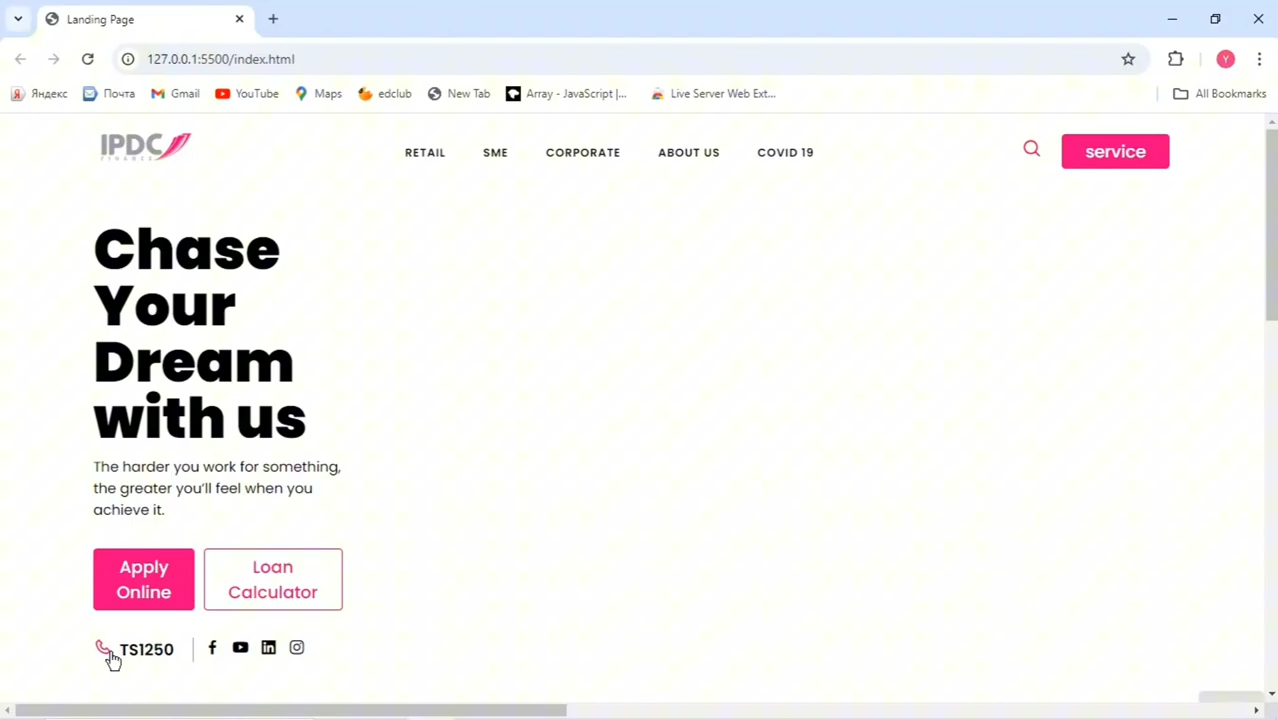 Landing Page
127.0.0.1:5500/index.html
Y
Яндекс Почта Gmail YouTube Maps edclub New Tab Array - JavaScript |... Live Server Web Ext... All Bookmarks
IPDC
FINANCE
RETAIL SME CORPORATE ABOUT US COVID 19
service
Chase
Your
Dream
with us
The harder you work for something,
the greater you'll feel when you
achieve it.
Apply
Online
Loan
Calculator
TS1250